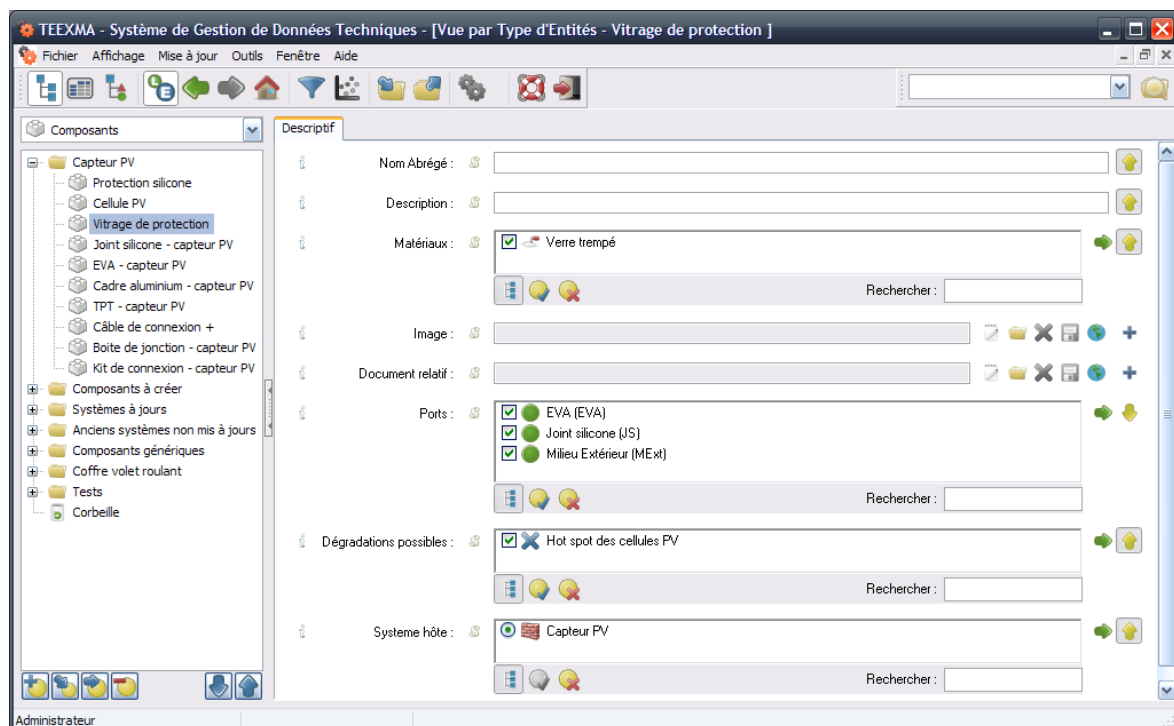 TEEXMA - Système de Gestion de Données Techniques - [Vue par Type d'Entités - Vitrage de protection ]
Fichier Affichage Mise à jour Outils Fenêtre Aide
Composants
Capteur PV
Protection silicone
Cellule PV
Vitrage de protection
Joint silicone - capteur PV
EVA - capteur PV
Cadre aluminium - capteur PV
TPT - capteur PV
Câble de connexion +
Boite de jonction - capteur PV
Kit de connexion - capteur PV
Composants à créer
Systèmes à jours
Anciens systèmes non mis à jours
Composants génériques
Coffre volet roulant
Tests
Corbeille
Descriptif
Nom Abrégé :
Description :
Matériaux :
Verre trempé
Rechercher :
Image :
Document relatif :
Ports :
EVA (EVA)
Joint silicone (JS)
Milieu Extérieur (MExt)
Rechercher :
Dégradations possibles :
Hot spot des cellules PV
Rechercher :
Systeme hôte :
Capteur PV
Rechercher :
Administrateur